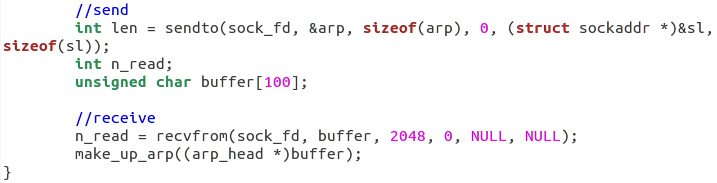 //send
int len = sendto(sock_fd, &arp, sizeof(arp), 0, (struct sockaddr *)&sl,
sizeof(sl));
int n_read;
unsigned char buffer[100];
//receive
n_read = recvfrom(sock_fd, buffer, 2048, 0, NULL, NULL);
make_up_arp((arp_head *)buffer);
}